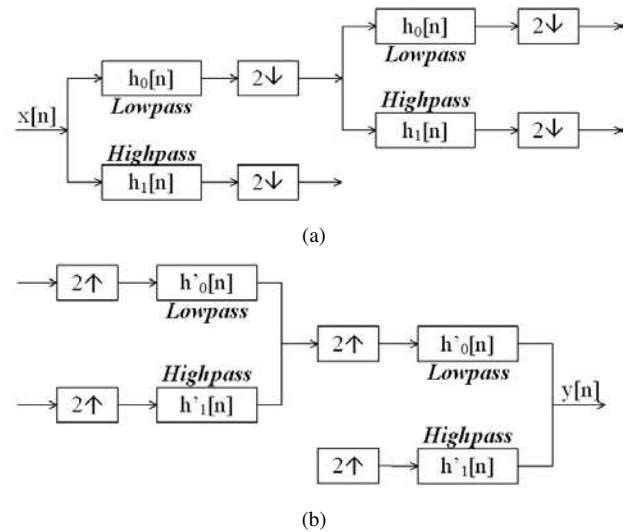 h₀[n] 2↓
Lowpass
h₀[n] 2↓
Lowpass
x[n]
Highpass
h₁[n] 2↓
Highpass
h₁[n] 2↓
(a)
2↑ h'₀[n]
Lowpass
2↑ h'₀[n]
Lowpass
Highpass
2↑ h'₁[n]
y[n]
Highpass
2↑ h'₁[n]
(b)